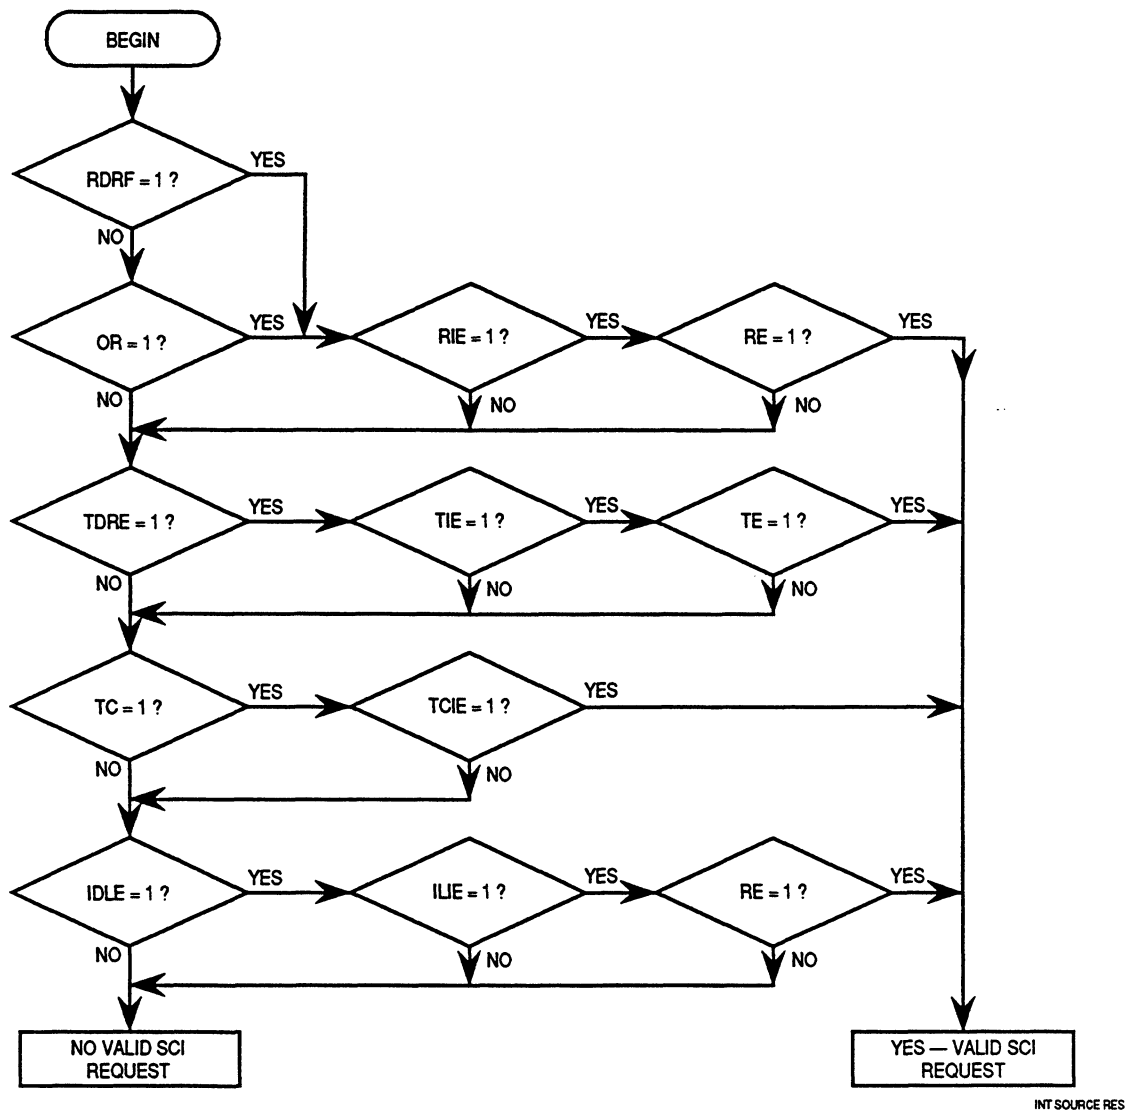 BEGIN
RDRF = 1 ?
YES
NO
OR = 1 ?
YES
RIE = 1 ?
YES
RE = 1 ?
YES
NO
NO
NO
TDRE = 1 ?
YES
TIE = 1 ?
YES
TE = 1 ?
YES
NO
NO
NO
TC = 1 ?
YES
TCIE = 1 ?
YES
NO
NO
IDLE = 1 ?
YES
ILIE = 1 ?
YES
RE = 1 ?
YES
NO
NO
NO
NO VALID SCI
REQUEST
YES — VALID SCI
REQUEST
INT SOURCE RES